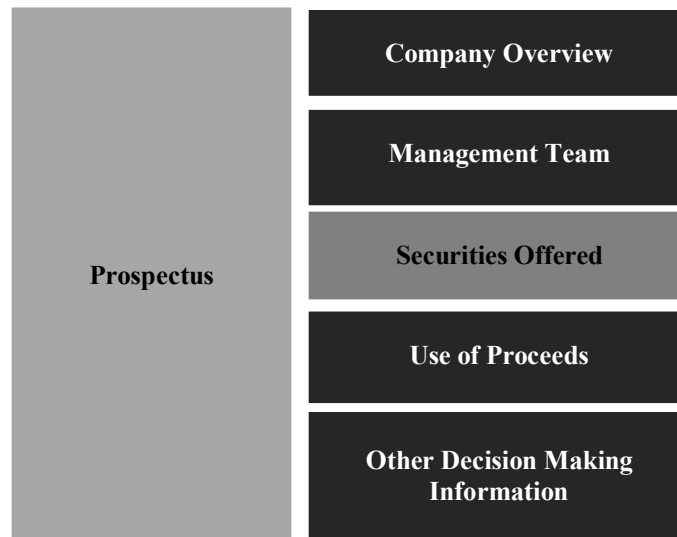 Prospectus
Company Overview
Management Team
Securities Offered
Use of Proceeds
Other Decision Making
Information